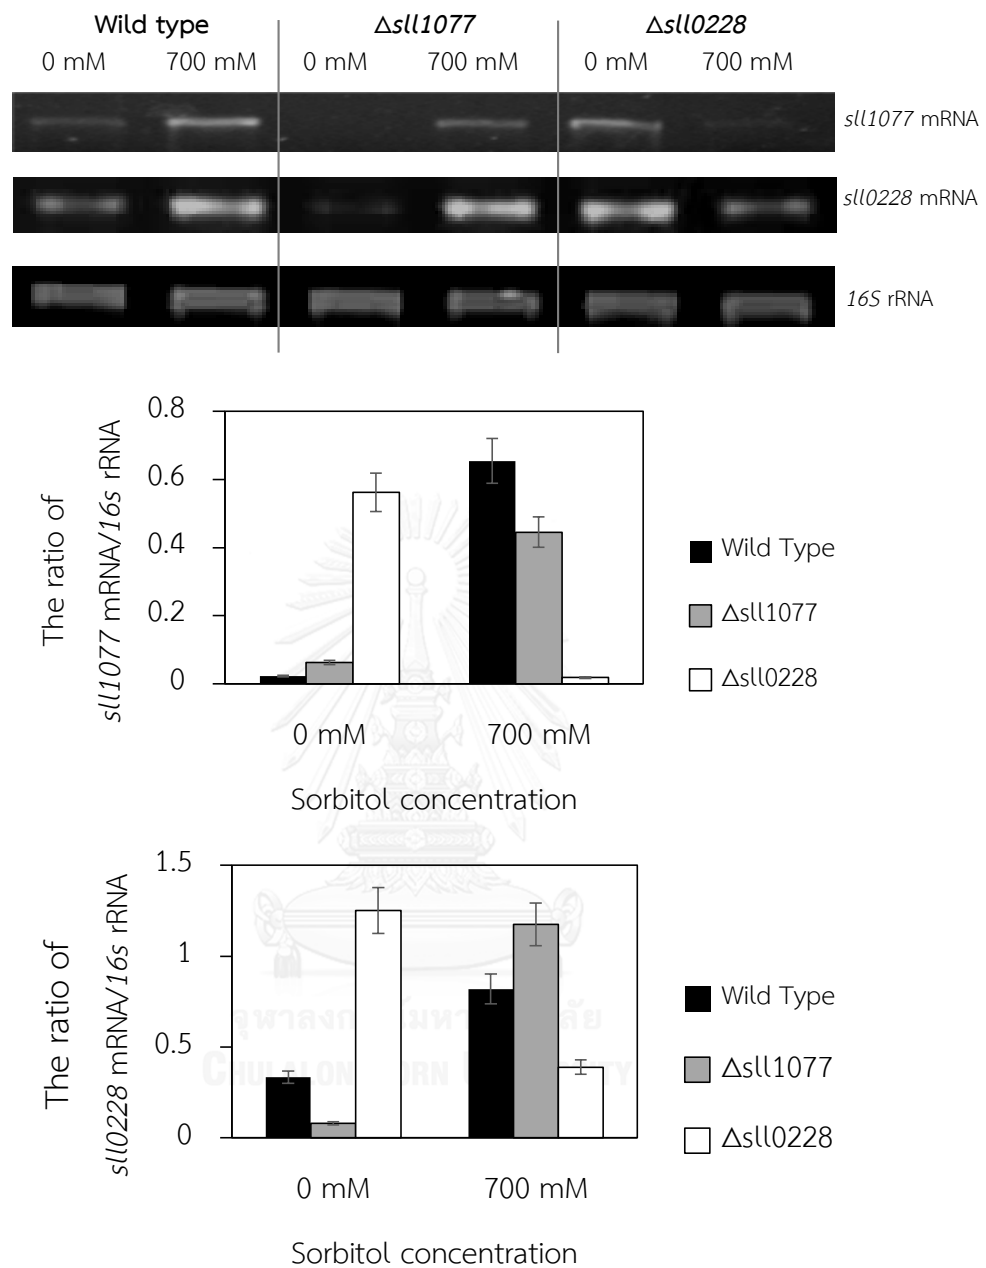 Wild type Δsll1077 Δsll0228
0 mM 700 mM 0 mM 700 mM 0 mM 700 mM
sll1077 mRNA
sll0228 mRNA
16S rRNA
The ratio of
sll1077 mRNA/16s rRNA
0.8
0.6
0.4
0.2
0
0 mM 700 mM
Sorbitol concentration
Wild Type
Δsll1077
Δsll0228
The ratio of
sll0228 mRNA/16s rRNA
1.5
1
0.5
0
0 mM 700 mM
Sorbitol concentration
Wild Type
Δsll1077
Δsll0228